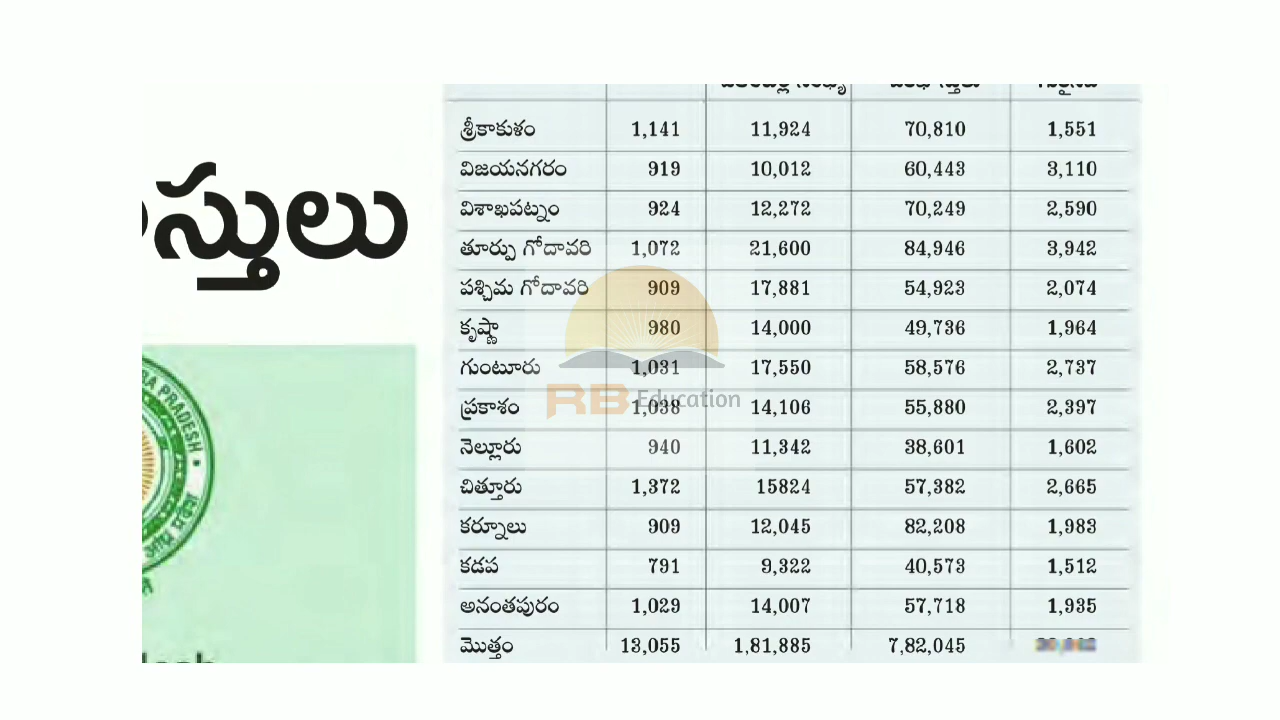 శ్రీకాకుళం 1,141 11,924 70,810 1,551
విజయనగరం 919 10,012 60,443 3,110
విశాఖపట్నం 924 12,272 70,249 2,590
స్తులు
తూర్పు గోదావరి 1,072 21,600 84,946 3,942
పశ్చిమ గోదావరి 909 17,881 54,923 2,074
కృష్ణా 980 14,000 49,736 1,964
గుంటూరు 1,031 17,550 58,576 2,737
RB Education
ప్రకాశం 1,038 14,106 55,880 2,397
నెల్లూరు 940 11,342 38,601 1,602
చిత్తూరు 1,372 15824 57,382 2,665
కర్నూలు 909 12,045 82,208 1,983
కడప 791 9,322 40,573 1,512
అనంతపురం 1,029 14,007 57,718 1,935
మొత్తం 13,055 1,81,885 7,82,045
PRADESH